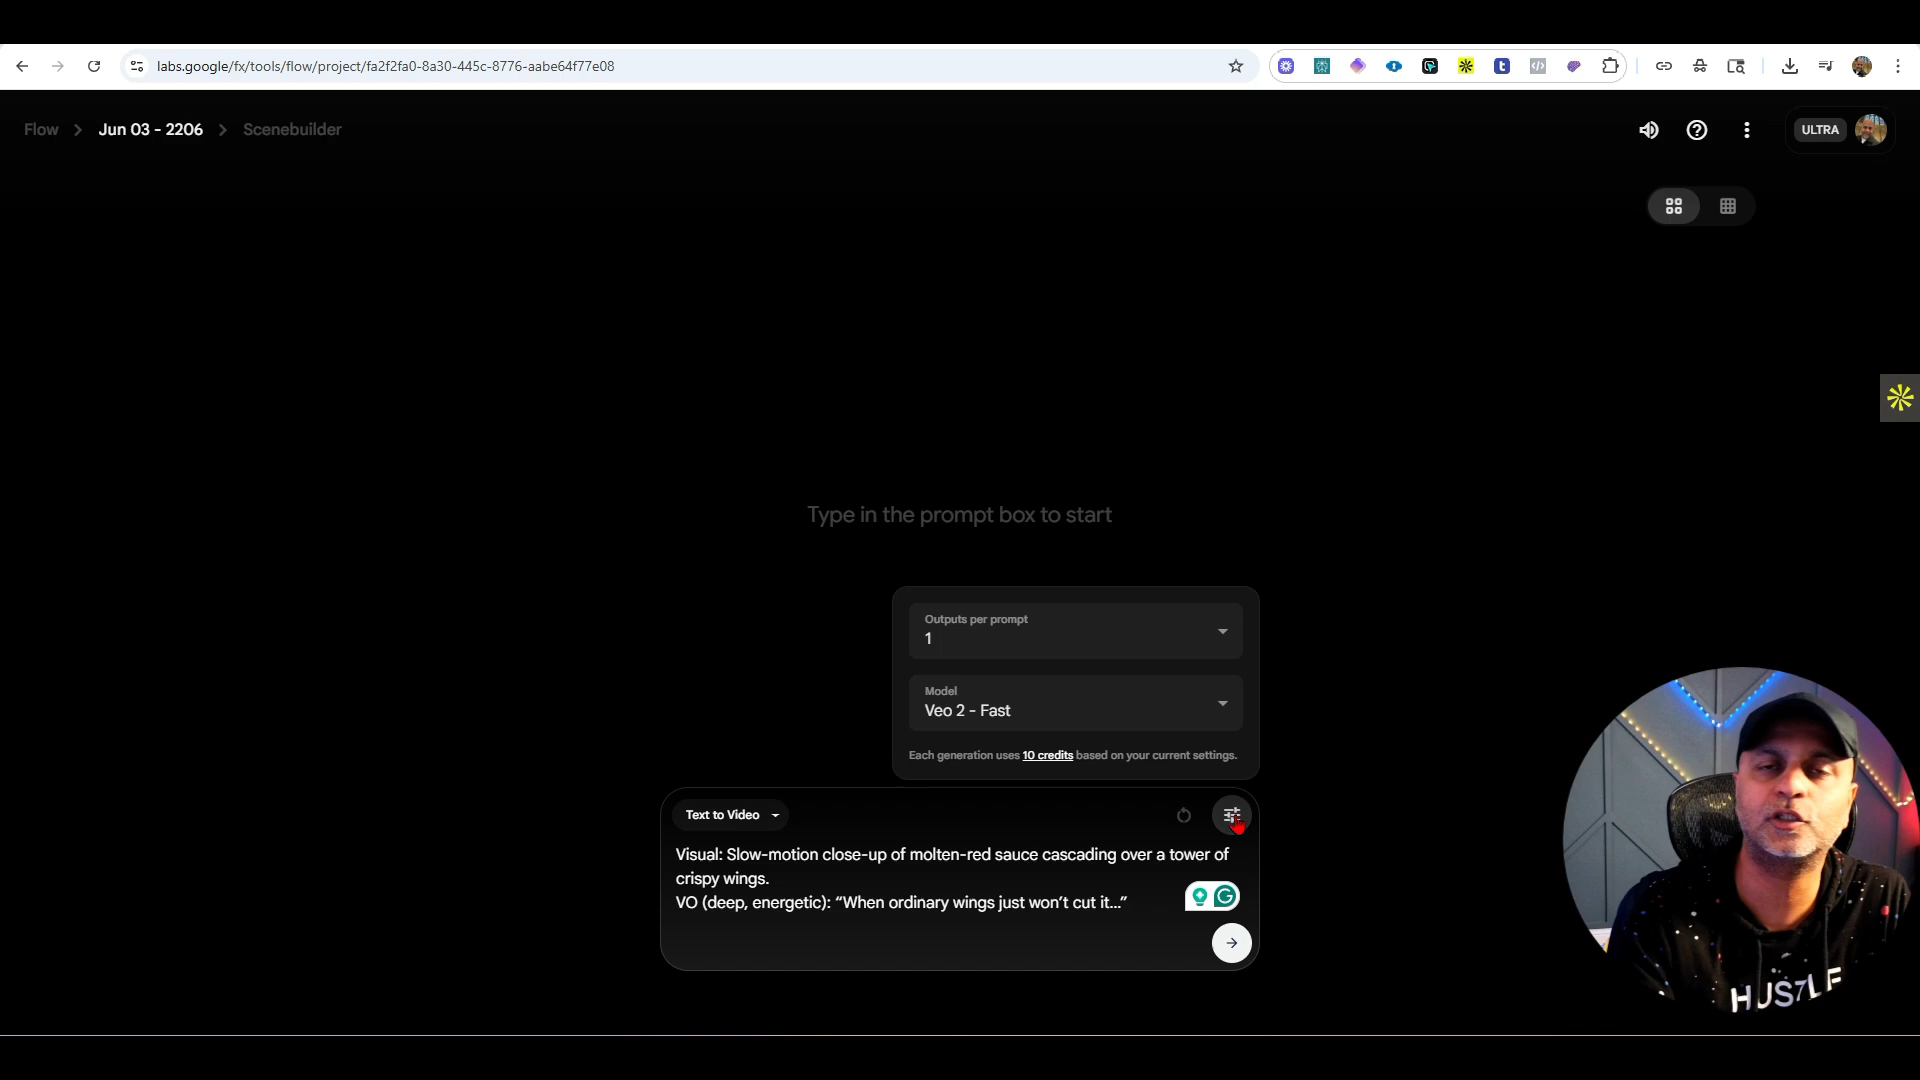 labs.google/fx/tools/flow/project/fa2f2fa0-8a30-445c-8776-aabe64f77e08
Flow > Jun 03 - 2206 > Scenebuilder
ULTRA
Type in the prompt box to start
Outputs per prompt
1
Model
Veo 2 - Fast
Each generation uses 10 credits based on your current settings.
Text to Video
Visual: Slow-motion close-up of molten-red sauce cascading over a tower of
crispy wings.
VO (deep, energetic): “When ordinary wings just won’t cut it...”
HUSTLE